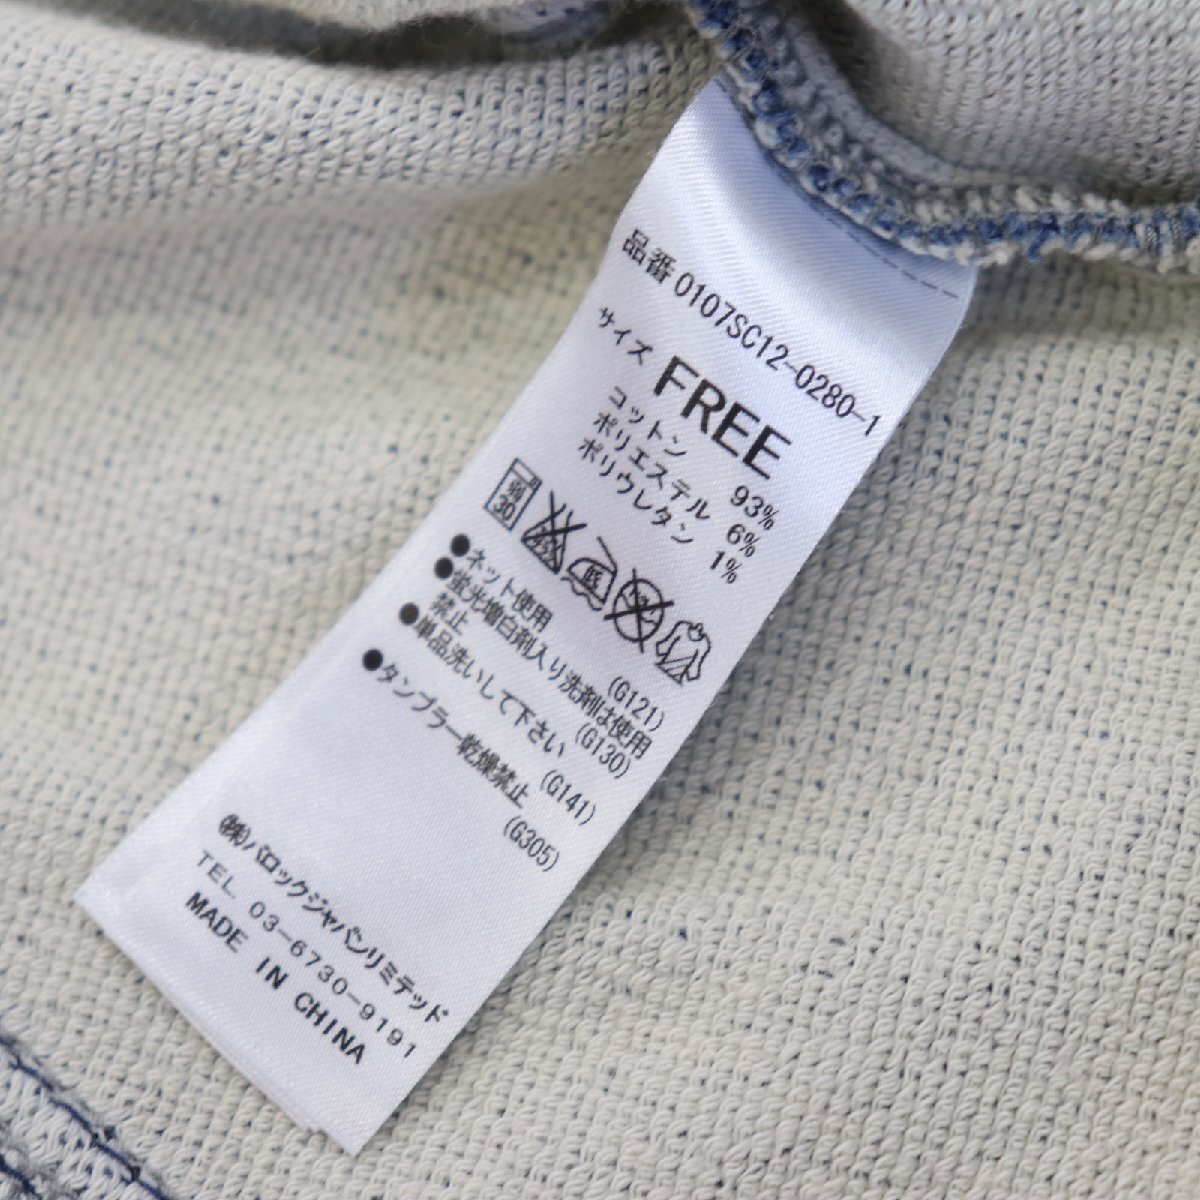 品番 0107SC12-0280-1
サイズ FREE
コットン 93%
ポリエステル 6%
ポリウレタン 1%
弱 30 低
●ネット使用 (G121)
●蛍光増白剤入り洗剤は使用
禁止 (G130)
●単品洗いして下さい (G141)
●タンブラー乾燥禁止 (G305)
㈱バロックジャパンリミテッド
TEL 03-6730-9191
MADE IN CHINA